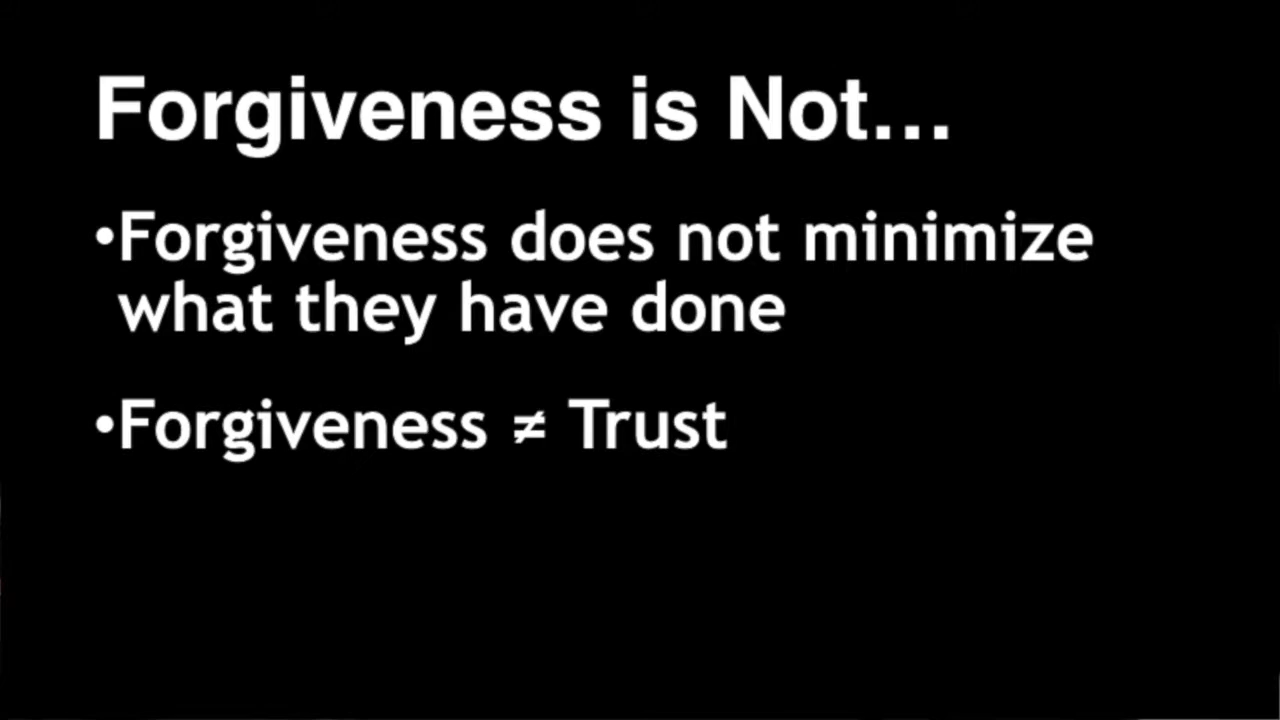 Forgiveness is Not...
•Forgiveness does not minimize
what they have done
•Forgiveness ≠ Trust